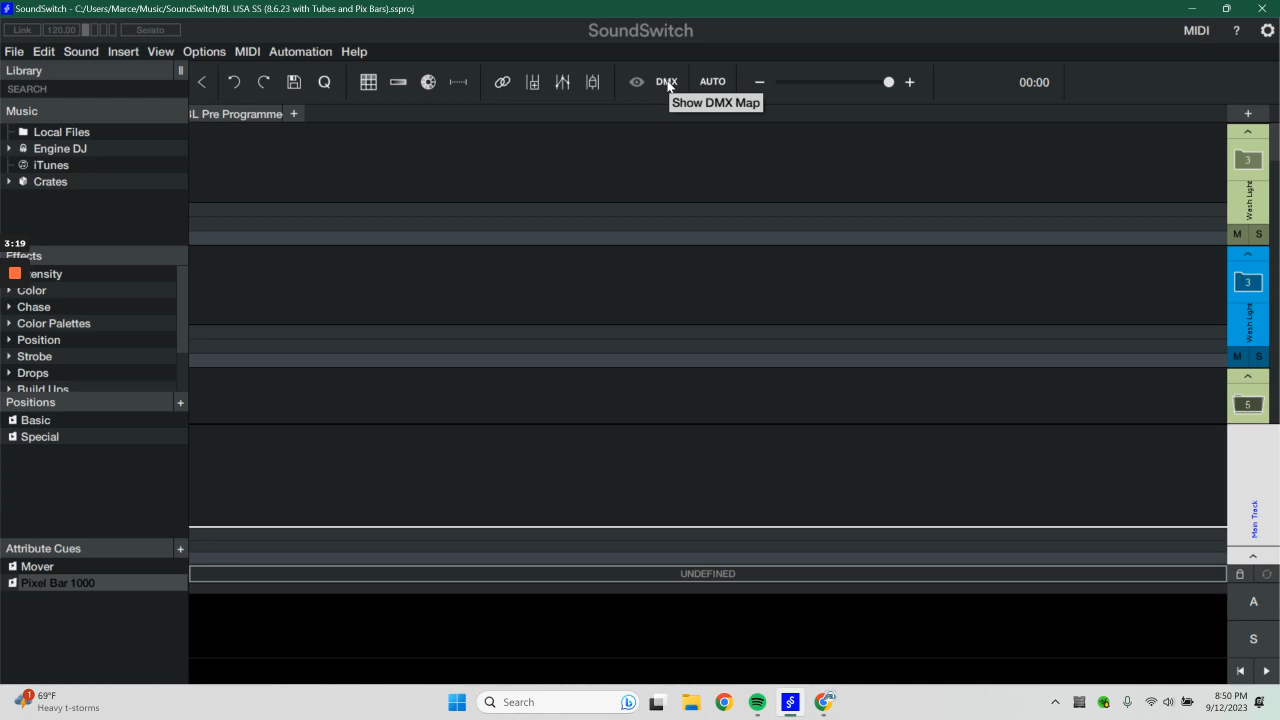 SoundSwitch - C:/Users/Marce/Music/SoundSwitch/BL USA SS (8.6.23 with Tubes and Pix Bars).ssproj
Link 120.00 Serato
SoundSwitch
MIDI ?
File Edit Sound Insert View Options MIDI Automation Help
Library
SEARCH
Music
Local Files
Engine DJ
iTunes
Crates
3:19
Effects
ensity
Color
Chase
Color Palettes
Position
Strobe
Drops
Build Ups
Positions +
Basic
Special
Attribute Cues +
Mover
Pixel Bar 1000
Q DMX AUTO − + 00:00
Show DMX Map
BL Pre Programme +
+
3
Wash Light
M S
3
Wash Light
M S
5
Main Track
UNDEFINED
A
S
1
69°F
Heavy t-storms
Search
8:50 PM
9/12/2023